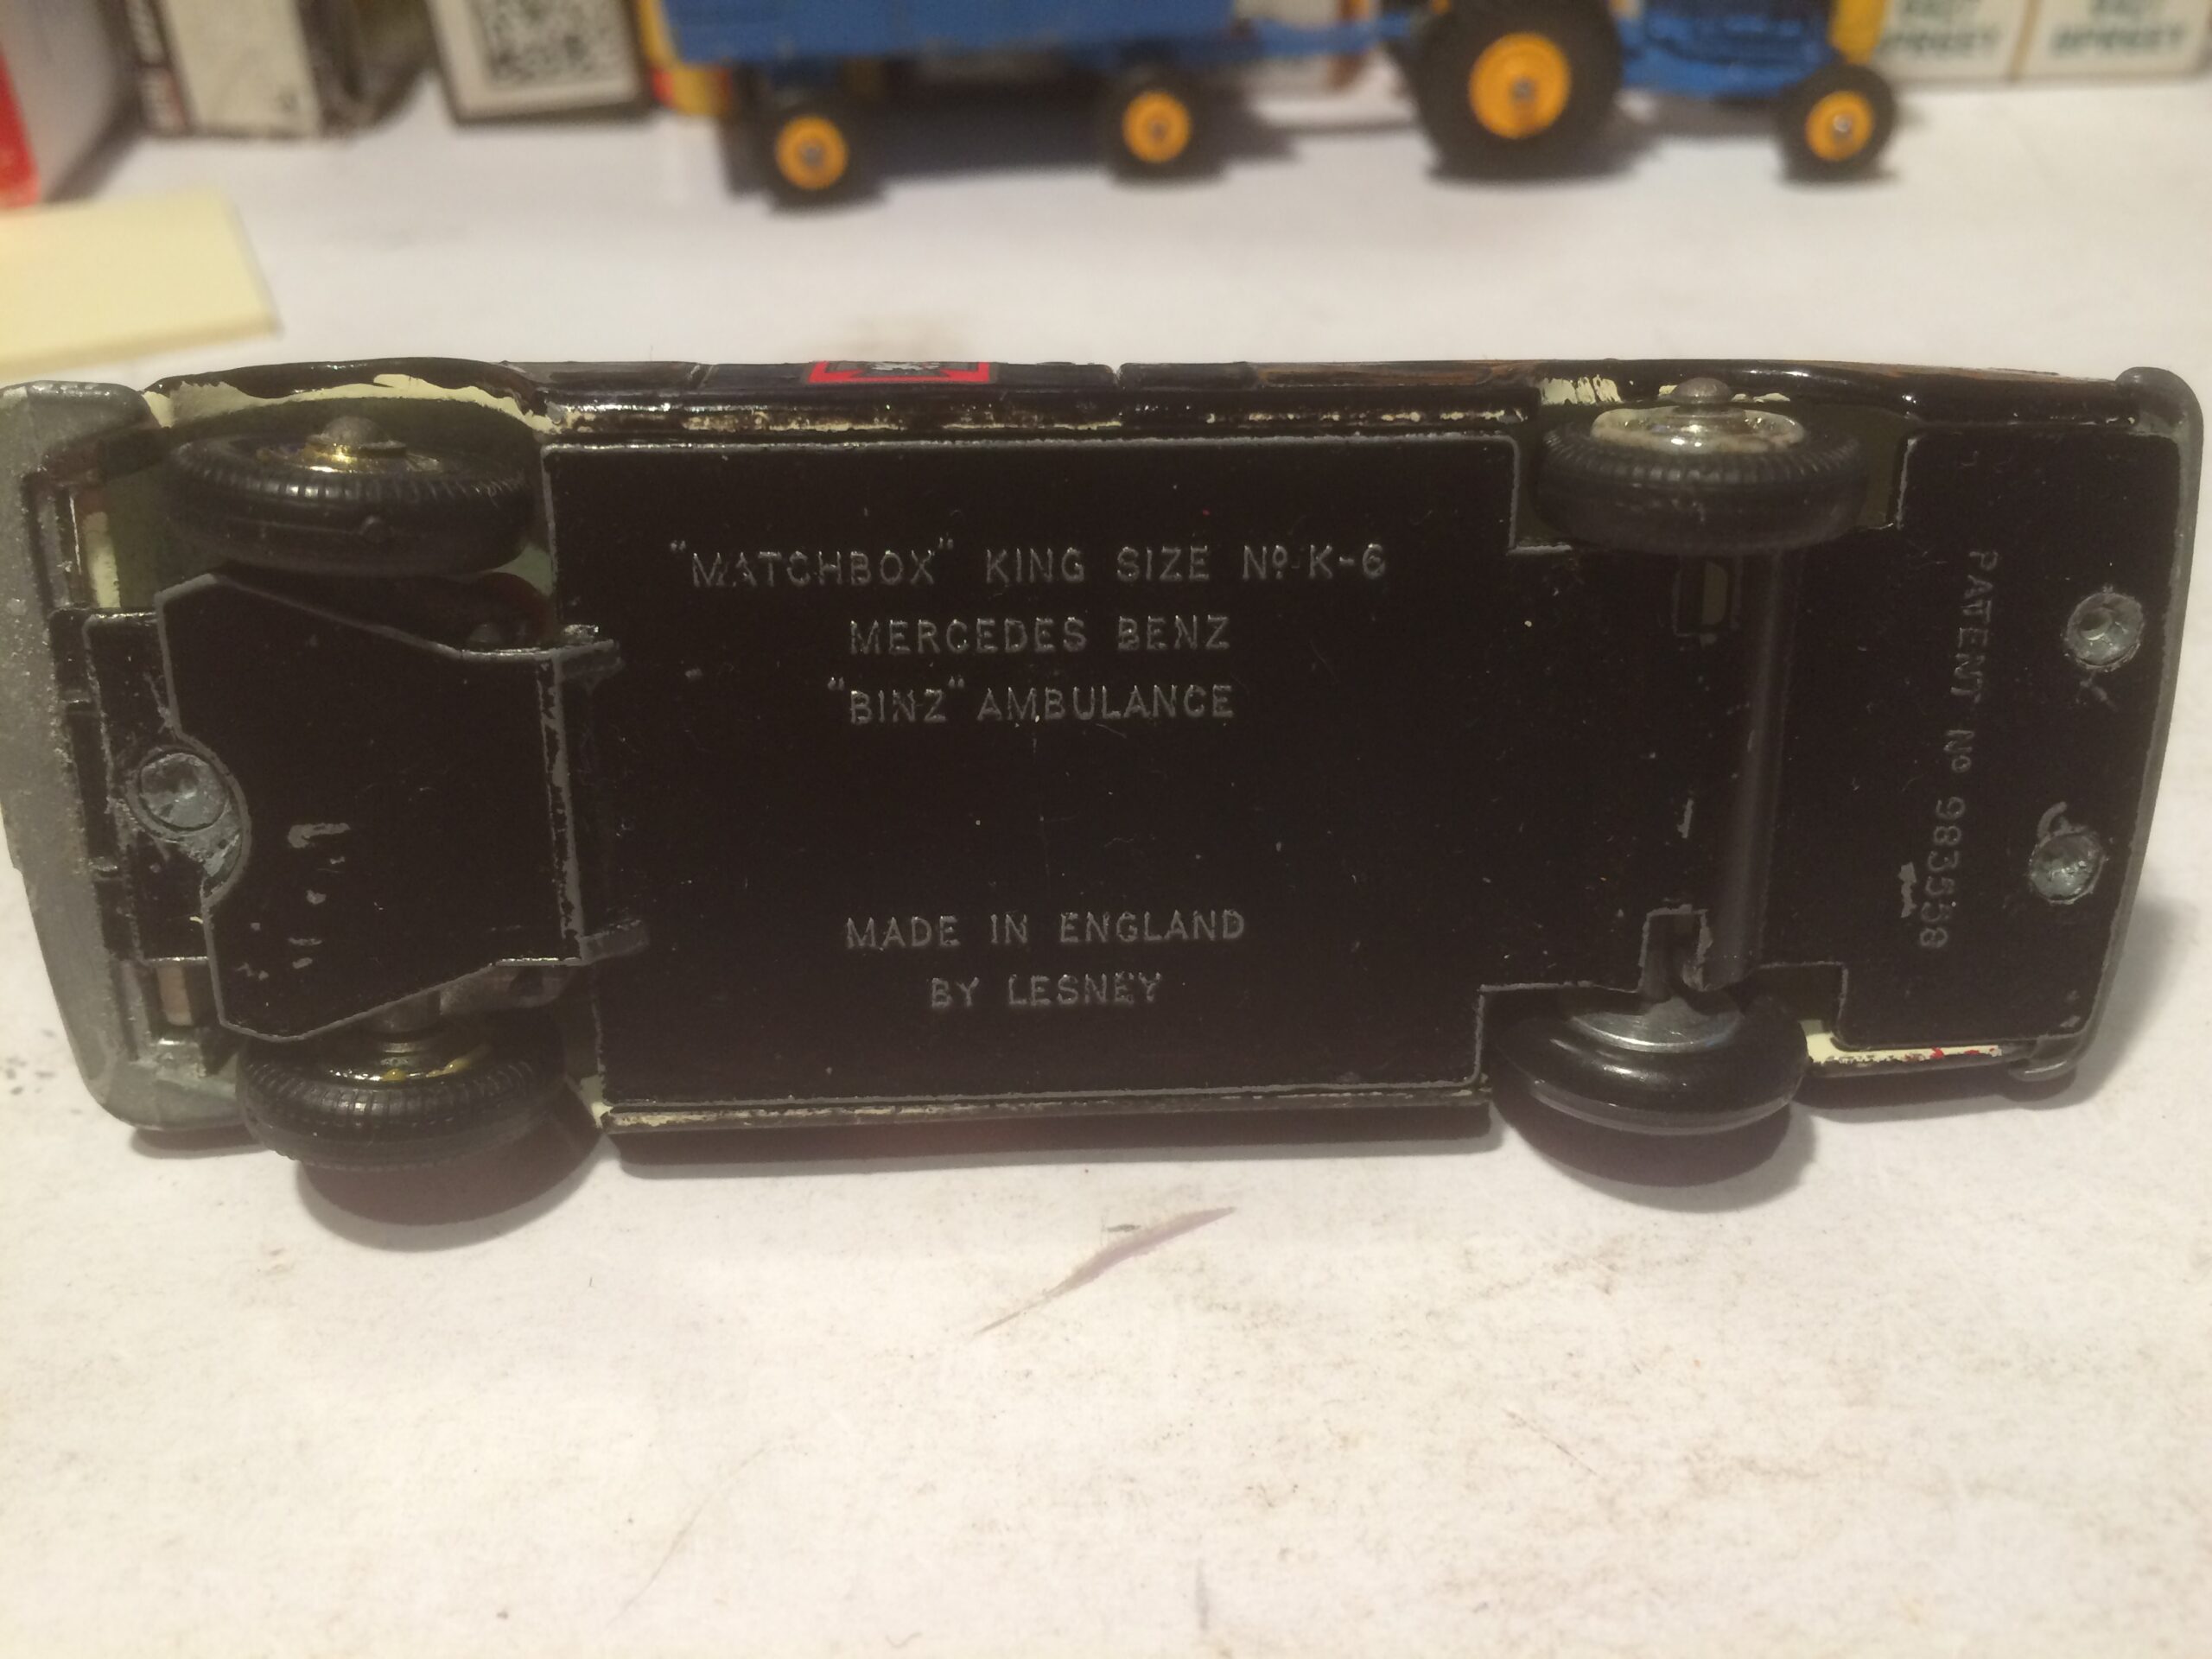 "MATCHBOX" KING SIZE Nº K-6
MERCEDES BENZ
"BINZ" AMBULANCE
MADE IN ENGLAND
BY LESNEY
PATENT No 983558